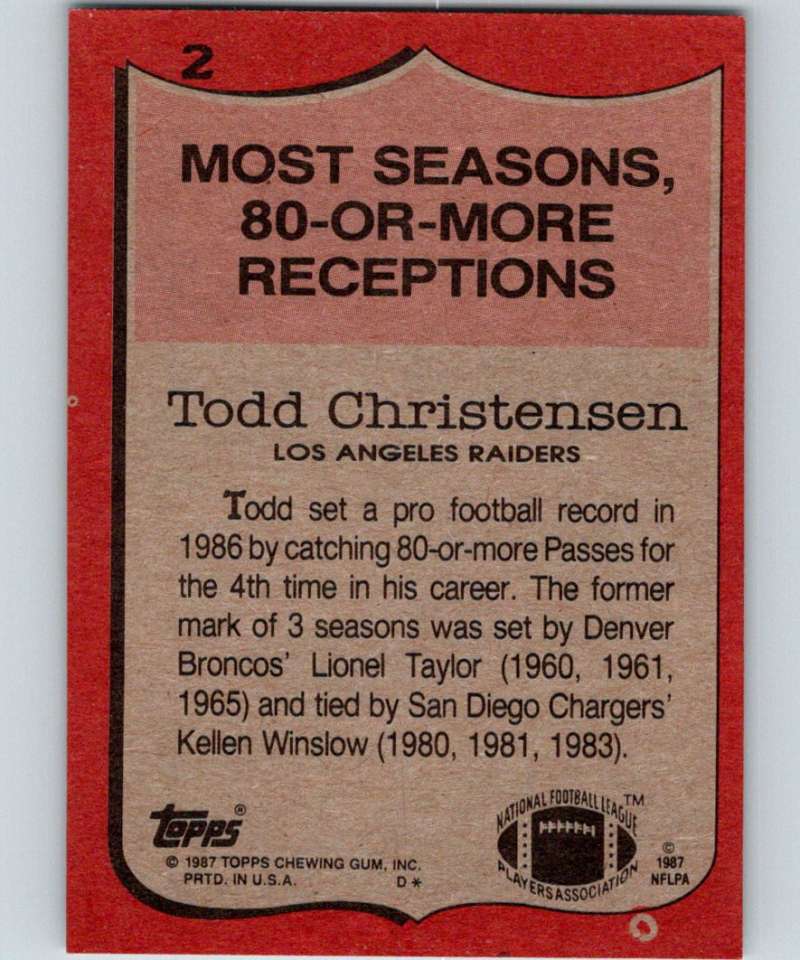 2
MOST SEASONS,
80-OR-MORE
RECEPTIONS
Todd Christensen
LOS ANGELES RAIDERS
Todd set a pro football record in
1986 by catching 80-or-more Passes for
the 4th time in his career. The former
mark of 3 seasons was set by Denver
Broncos' Lionel Taylor (1960, 1961,
1965) and tied by San Diego Chargers'
Kellen Winslow (1980, 1981, 1983).
topps®
© 1987 TOPPS CHEWING GUM, INC.
PRTD. IN U.S.A. D*
NATIONAL FOOTBALL LEAGUE ™
PLAYERS ASSOCIATION
©
1987
NFLPA